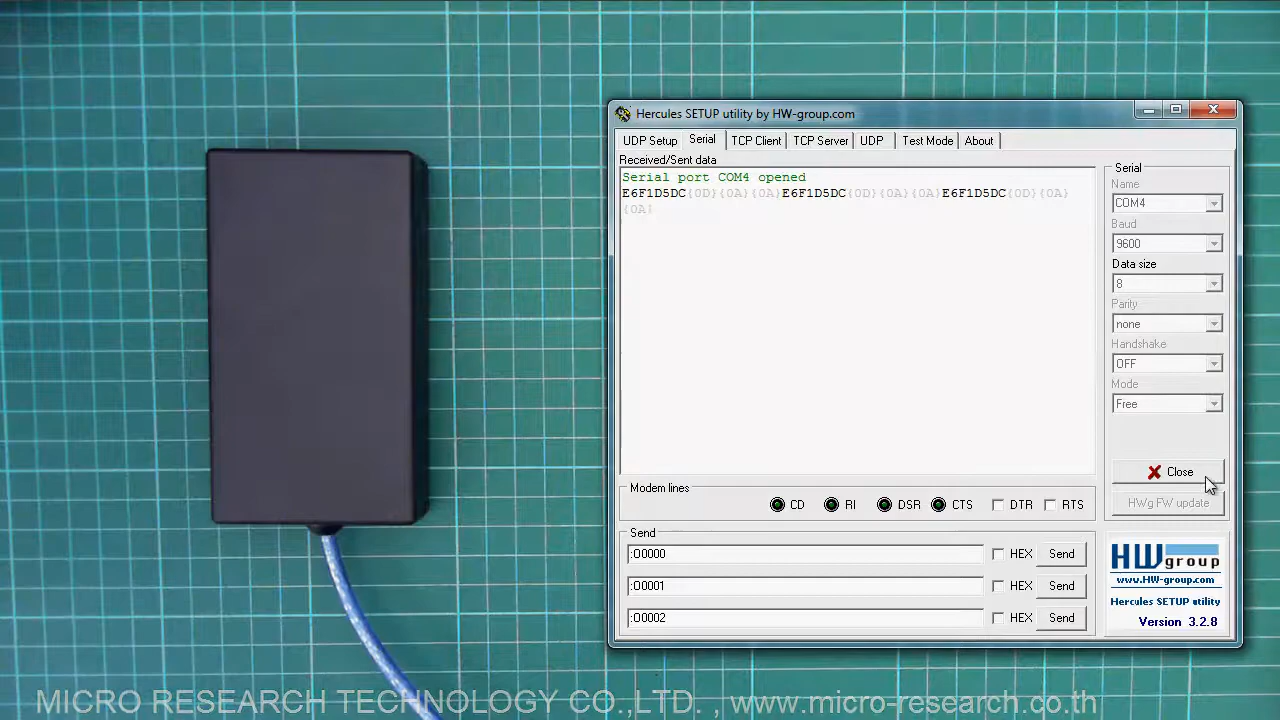 Hercules SETUP utility by HW-group.com
UDP Setup Serial TCP Client TCP Server UDP Test Mode About
Received/Sent data
Serial port COM4 opened
E6F1D5DC{0D}{0A}{0A}E6F1D5DC{0D}{0A}{0A}E6F1D5DC{0D}{0A}
{0A}
Serial
Name
COM4
Baud
9600
Data size
8
Parity
none
Handshake
OFF
Mode
Free
Close
HWg FW update
Modem lines
CD RI DSR CTS DTR RTS
Send
:00000 HEX Send
:00001 HEX Send
:00002 HEX Send
HWgroup
www.HW-group.com
Hercules SETUP utility
Version 3.2.8
MICRO RESEARCH TECHNOLOGY CO.,LTD. , www.micro-research.co.th